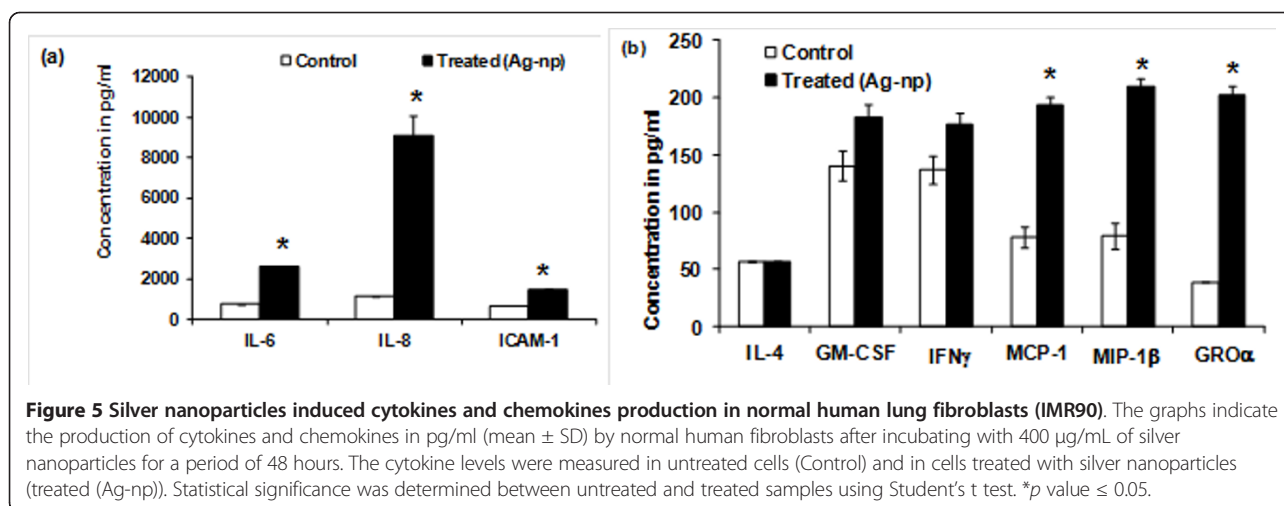 (a)
Control Treated (Ag-np)
Concentration in pg/ml
12000
10000
8000
6000
4000
2000
0
*
*
*
IL-6 IL-8 ICAM-1
(b)
Control
Treated (Ag-np)
Concentration in pg/ml
250
200
150
100
50
0
* * *
IL-4 GM-CSF IFNγ MCP-1 MIP-1β GROα
Figure 5 Silver nanoparticles induced cytokines and chemokines production in normal human lung fibroblasts (IMR90). The graphs indicate
the production of cytokines and chemokines in pg/ml (mean ± SD) by normal human fibroblasts after incubating with 400 μg/mL of silver
nanoparticles for a period of 48 hours. The cytokine levels were measured in untreated cells (Control) and in cells treated with silver nanoparticles
(treated (Ag-np)). Statistical significance was determined between untreated and treated samples using Student's t test. *p value ≤ 0.05.